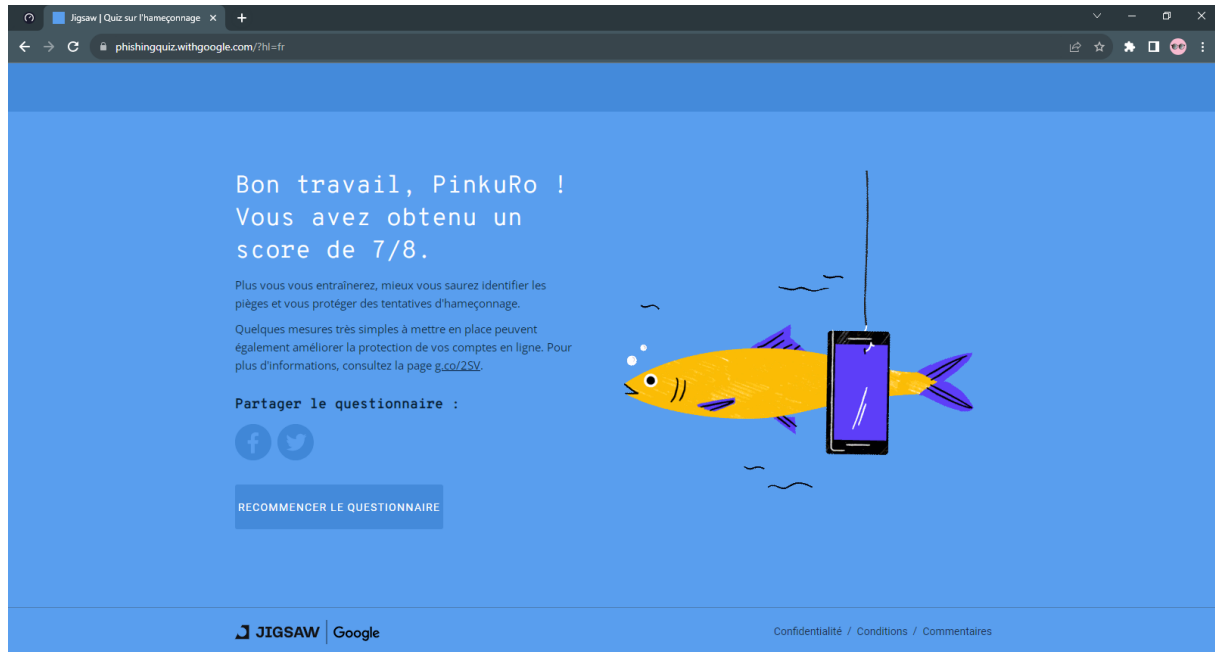 Jigsaw | Quiz sur l'hameçonnage
phishingquiz.withgoogle.com/?hl=fr
Bon travail, PinkuRo !
Vous avez obtenu un
score de 7/8.
Plus vous vous entraînerez, mieux vous saurez identifier les
pièges et vous protéger des tentatives d'hameçonnage.
Quelques mesures très simples à mettre en place peuvent
également améliorer la protection de vos comptes en ligne. Pour
plus d'informations, consultez la page g.co/2SV.
Partager le questionnaire :
RECOMMENCER LE QUESTIONNAIRE
JIGSAW | Google
Confidentialité / Conditions / Commentaires